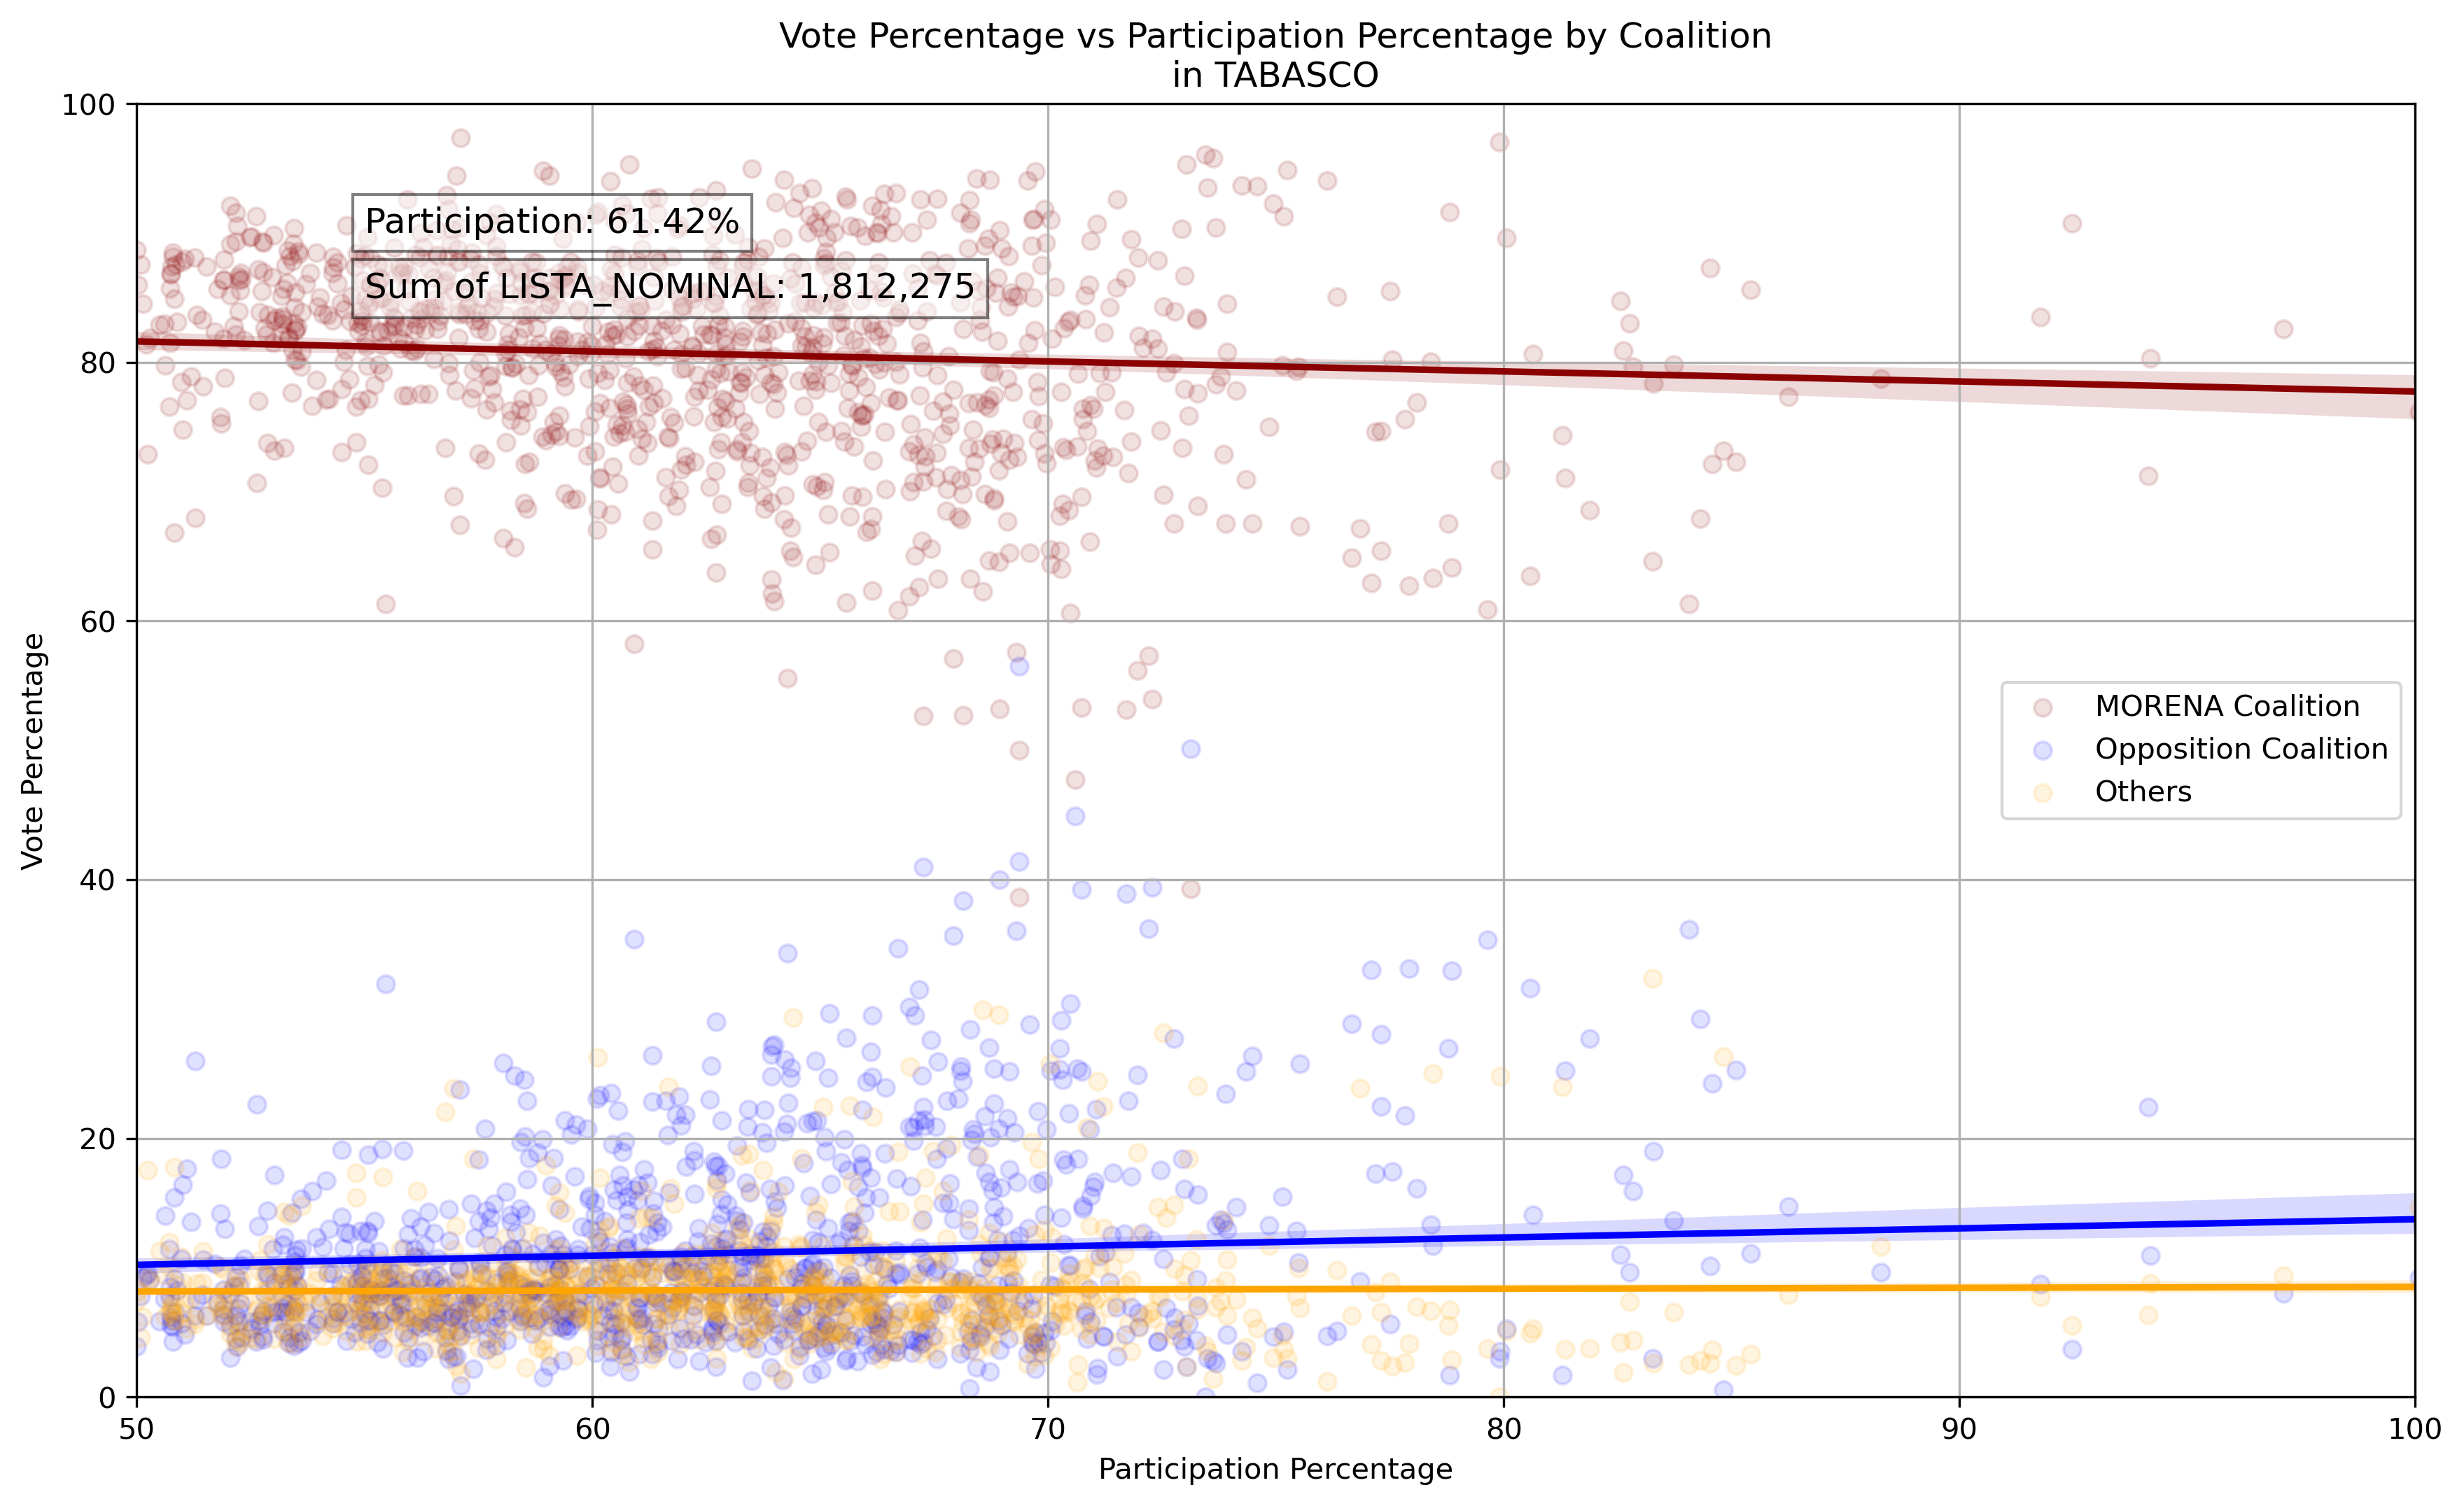 Vote Percentage vs Participation Percentage by Coalition
in TABASCO
100
80
60
40
20
0
Vote Percentage
Participation: 61.42%
Sum of LISTA_NOMINAL: 1,812,275
MORENA Coalition
Opposition Coalition
Others
50
60
70
80
90
100
Participation Percentage